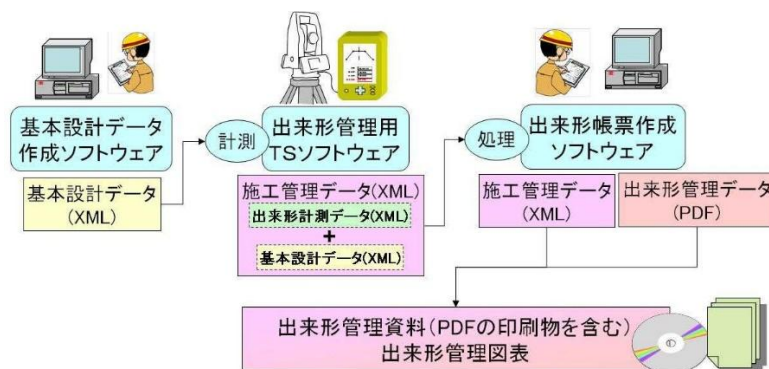 基本設計データ
作成ソフトウェア
基本設計データ
(XML)
計測
出来形管理用
TSソフトウェア
施工管理データ(XML)
出来形計測データ(XML)
+
基本設計データ(XML)
処理
出来形帳票作成
ソフトウェア
施工管理データ
(XML)
出来形管理データ
(PDF)
出来形管理資料(PDFの印刷物を含む)
出来形管理図表